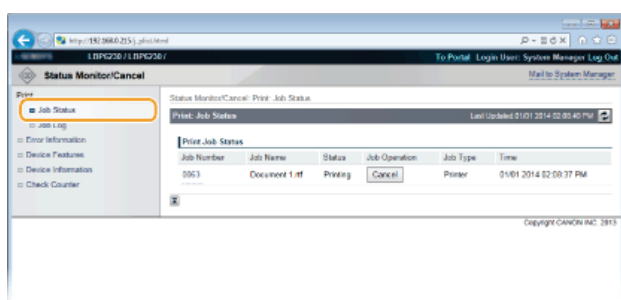 http://192.168.0.215/j_plist.html
LBP6230 / LBP6230 /
To Portal Login User: System Manager Log Out
Status Monitor/Cancel
Mail to System Manager
Print
Job Status
Job Log
Error Information
Device Features
Device Information
Check Counter
Status Monitor/Cancel: Print: Job Status
Print: Job Status
Last Updated 01/01 2014 02:08:40 PM
Print Job Status
Job Number Job Name Status Job Operation Job Type Time
0063 Document 1.rtf Printing Cancel Printer 01/01 2014 02:08:37 PM
Copyright CANON INC. 2013